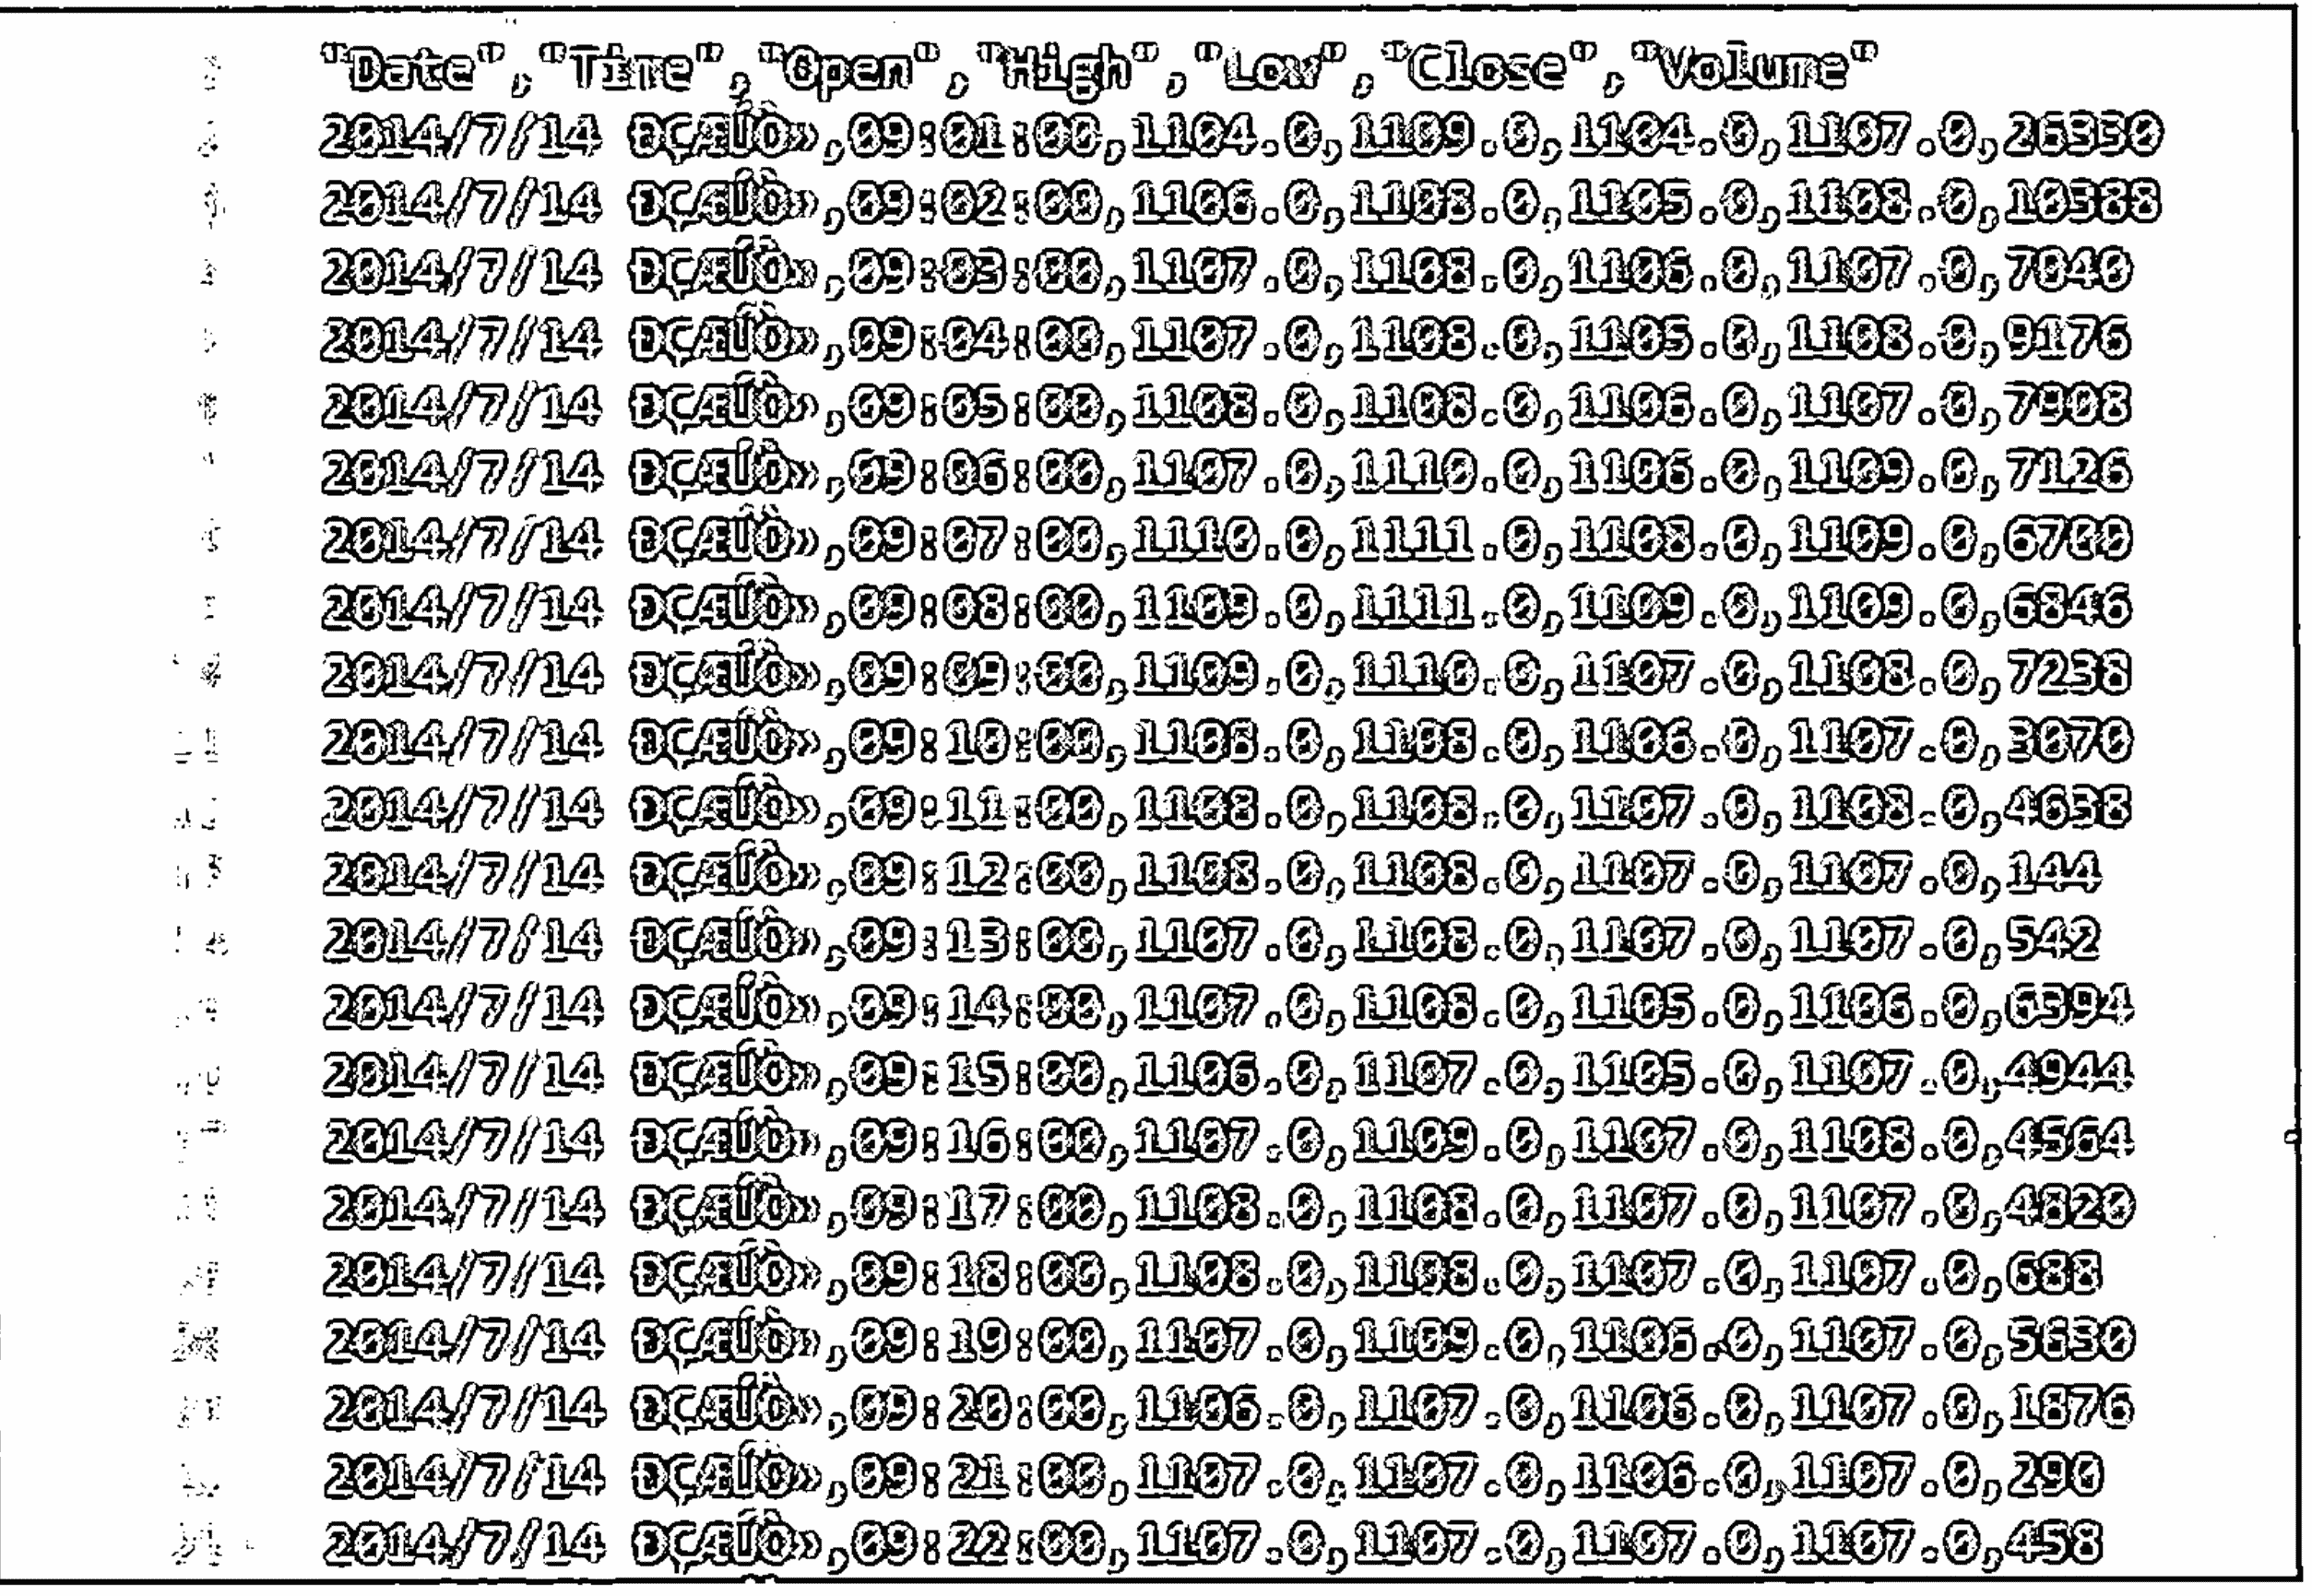 "Date","Time","Open","High","Low","Close","Volume"
2014/7/14 ÐÇÆÚÒ»,09:01:00,1104.0,1109.0,1104.0,1107.0,26330
2014/7/14 ÐÇÆÚÒ»,09:02:00,1106.0,1108.0,1105.0,1108.0,10388
2014/7/14 ÐÇÆÚÒ»,09:03:00,1107.0,1108.0,1106.0,1107.0,7040
2014/7/14 ÐÇÆÚÒ»,09:04:00,1107.0,1108.0,1105.0,1108.0,9176
2014/7/14 ÐÇÆÚÒ»,09:05:00,1108.0,1108.0,1106.0,1107.0,7908
2014/7/14 ÐÇÆÚÒ»,09:06:00,1107.0,1110.0,1106.0,1109.0,7126
2014/7/14 ÐÇÆÚÒ»,09:07:00,1110.0,1111.0,1108.0,1109.0,6700
2014/7/14 ÐÇÆÚÒ»,09:08:00,1109.0,1111.0,1109.0,1109.0,6846
2014/7/14 ÐÇÆÚÒ»,09:09:00,1109.0,1110.0,1107.0,1108.0,7238
2014/7/14 ÐÇÆÚÒ»,09:10:00,1108.0,1108.0,1106.0,1107.0,3070
2014/7/14 ÐÇÆÚÒ»,09:11:00,1108.0,1108.0,1107.0,1108.0,4638
2014/7/14 ÐÇÆÚÒ»,09:12:00,1108.0,1108.0,1107.0,1107.0,144
2014/7/14 ÐÇÆÚÒ»,09:13:00,1107.0,1108.0,1107.0,1107.0,542
2014/7/14 ÐÇÆÚÒ»,09:14:00,1107.0,1108.0,1105.0,1106.0,6394
2014/7/14 ÐÇÆÚÒ»,09:15:00,1106.0,1107.0,1105.0,1107.0,4944
2014/7/14 ÐÇÆÚÒ»,09:16:00,1107.0,1109.0,1107.0,1108.0,4564
2014/7/14 ÐÇÆÚÒ»,09:17:00,1108.0,1108.0,1107.0,1107.0,4820
2014/7/14 ÐÇÆÚÒ»,09:18:00,1108.0,1108.0,1107.0,1107.0,688
2014/7/14 ÐÇÆÚÒ»,09:19:00,1107.0,1109.0,1106.0,1107.0,5630
2014/7/14 ÐÇÆÚÒ»,09:20:00,1106.0,1107.0,1106.0,1107.0,1876
2014/7/14 ÐÇÆÚÒ»,09:21:00,1107.0,1107.0,1106.0,1107.0,290
2014/7/14 ÐÇÆÚÒ»,09:22:00,1107.0,1107.0,1107.0,1107.0,458